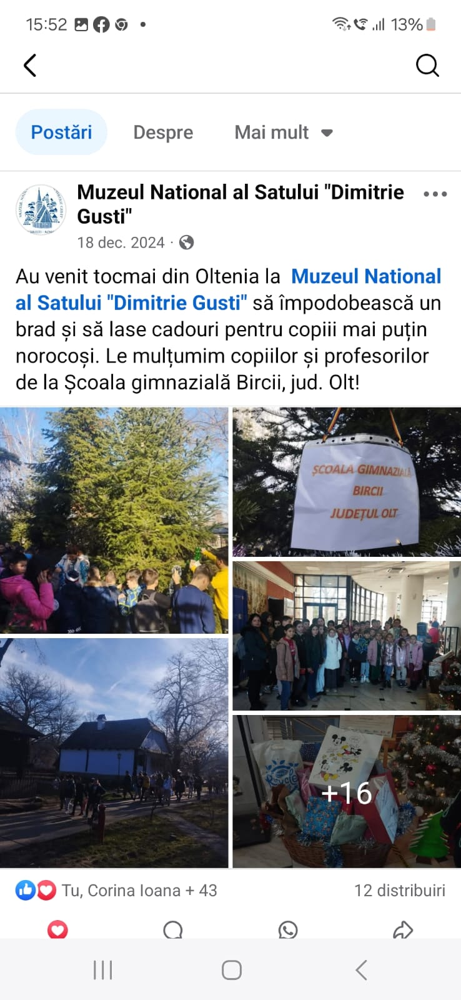 15:52
13%
Postări Despre Mai mult
Muzeul National al Satului "Dimitrie
Gusti"
18 dec. 2024 ·
Au venit tocmai din Oltenia la Muzeul National
al Satului "Dimitrie Gusti" să împodobească un
brad și să lase cadouri pentru copiii mai puțin
norocoși. Le mulțumim copiilor și profesorilor
de la Școala gimnazială Bircii, jud. Olt!
ȘCOALA GIMNAZIALĂ
BIRCII
JUDEȚUL OLT
+16
Tu, Corina Ioana + 43
12 distribuiri